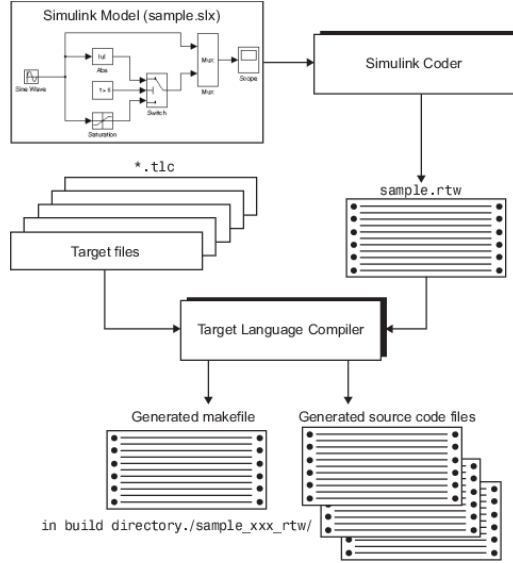 Simulink Model (sample.slx)
|u|
Abs
Sine Wave
Saturation
Switch
Mux
Mux
Scope
Simulink Coder
*.tlc
Target files
sample.rtw
Target Language Compiler
Generated makefile
Generated source code files
in build directory./sample_xxx_rtw/